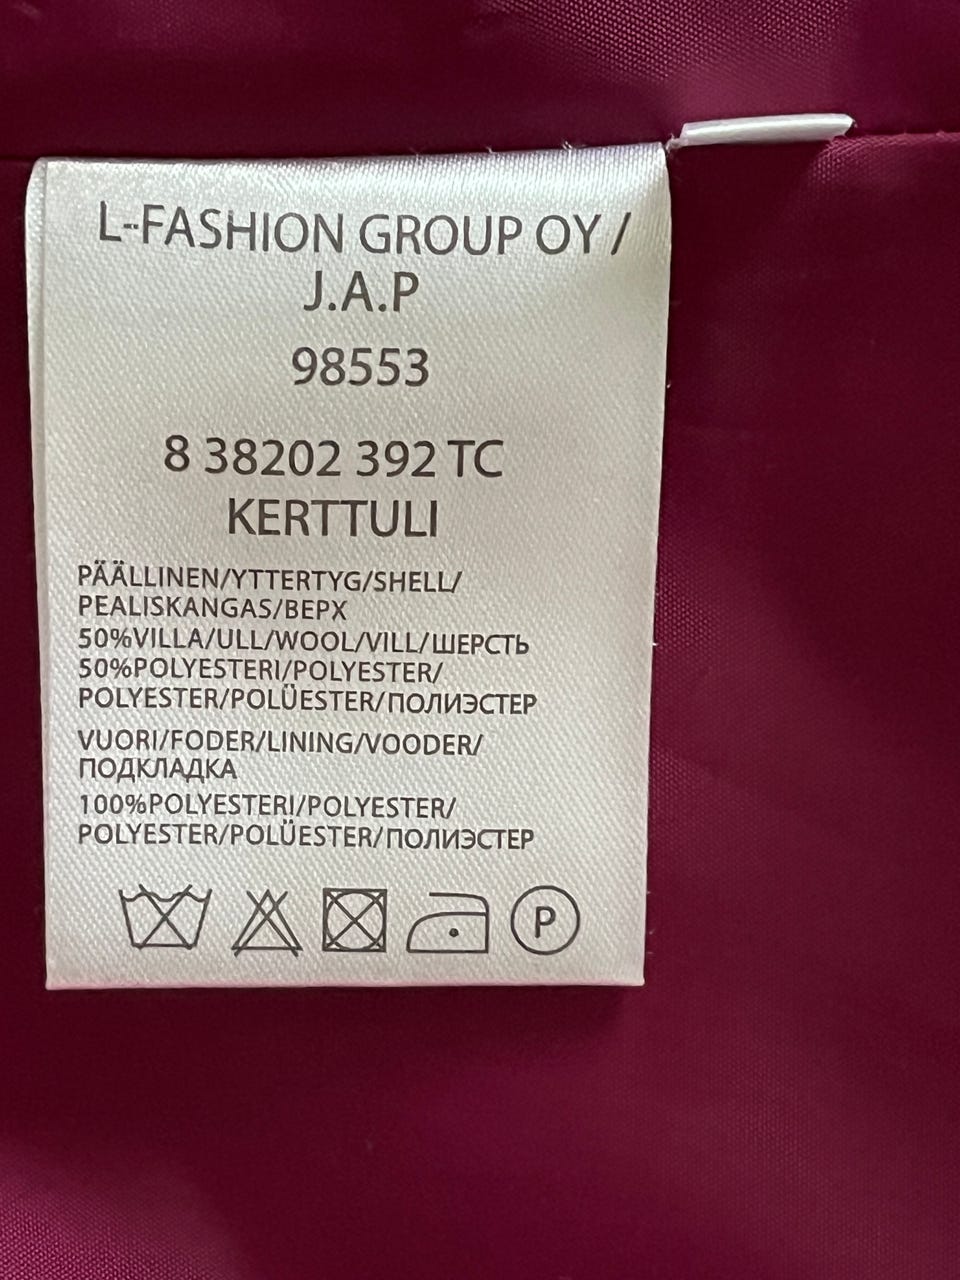 L-FASHION GROUP OY /
J.A.P
98553
8 38202 392 TC
KERTTULI
PÄÄLLINEN/YTTERTYG/SHELL/
PEALISKANGAS/ВЕРХ
50%VILLA/ULL/WOOL/VILL/ШЕРСТЬ
50%POLYESTERI/POLYESTER/
POLYESTER/POLÜESTER/ПОЛИЭСТЕР
VUORI/FODER/LINING/VOODER/
ПОДКЛАДКА
100%POLYESTERI/POLYESTER/
POLYESTER/POLÜESTER/ПОЛИЭСТЕР
P